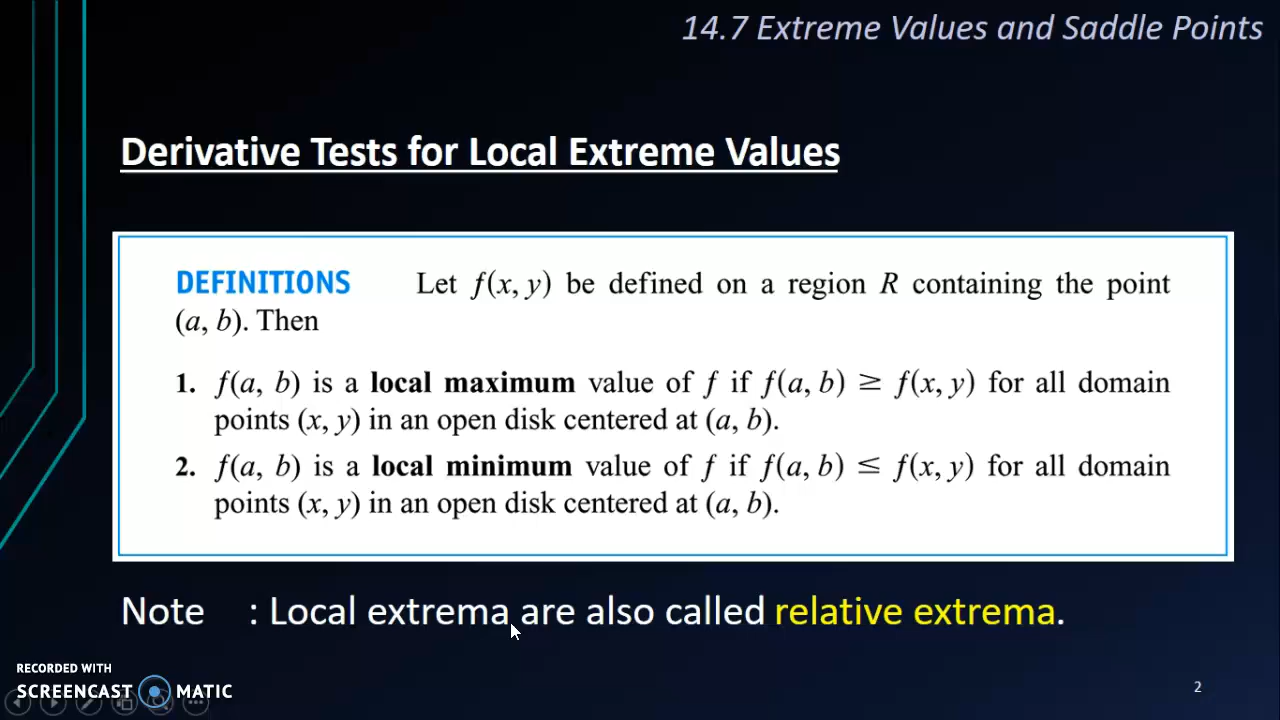 14.7 Extreme Values and Saddle Points
Derivative Tests for Local Extreme Values
DEFINITIONS Let f(x, y) be defined on a region R containing the point
(a, b). Then
1. f(a, b) is a local maximum value of f if f(a, b) ≥ f(x, y) for all domain
points (x, y) in an open disk centered at (a, b).
2. f(a, b) is a local minimum value of f if f(a, b) ≤ f(x, y) for all domain
points (x, y) in an open disk centered at (a, b).
Note : Local extrema are also called relative extrema.
RECORDED WITH
SCREENCAST MATIC
2